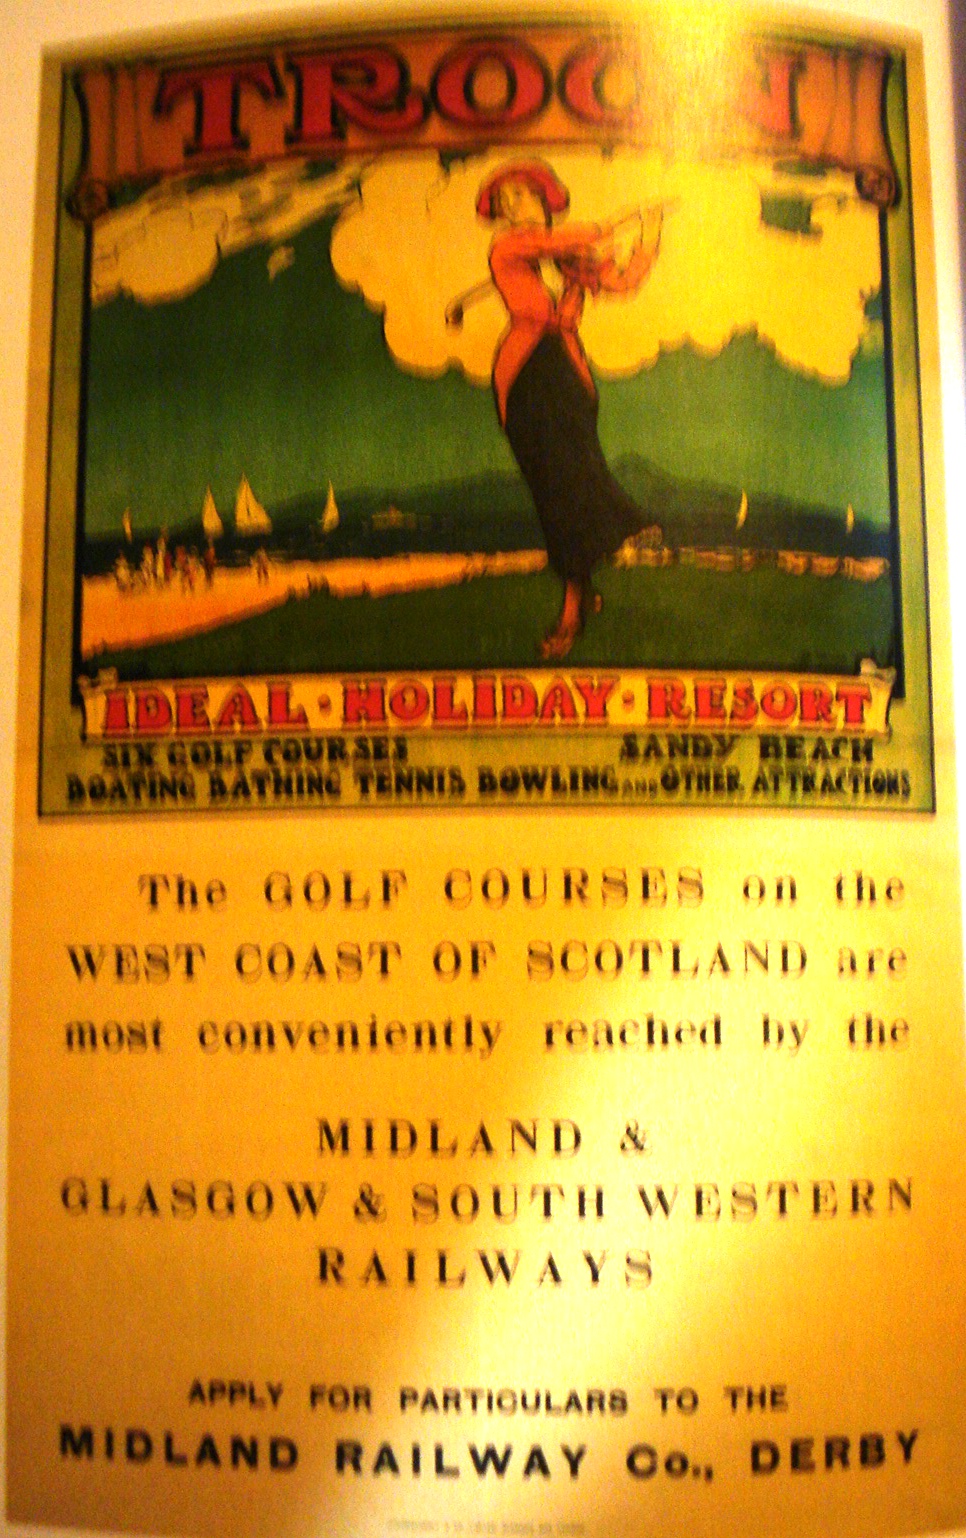 TROON
IDEAL · HOLIDAY · RESORT
SIX GOLF COURSES SANDY BEACH
BOATING BATHING TENNIS BOWLING AND OTHER ATTRACTIONS
The GOLF COURSES on the
WEST COAST OF SCOTLAND are
most conveniently reached by the
MIDLAND &
GLASGOW & SOUTH WESTERN
RAILWAYS
APPLY FOR PARTICULARS TO THE
MIDLAND RAILWAY Co., DERBY